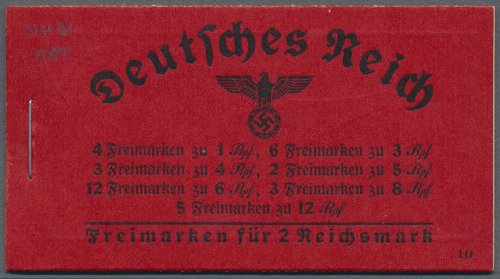 Deutsches Reich
4 Freimarken zu 1 Rpf, 6 Freimarken zu 3 Rpf
3 Freimarken zu 4 Rpf, 2 Freimarken zu 5 Rpf
12 Freimarken zu 6 Rpf, 3 Freimarken zu 8 Rpf
5 Freimarken zu 12 Rpf
Freimarken für 2 Reichsmark
10